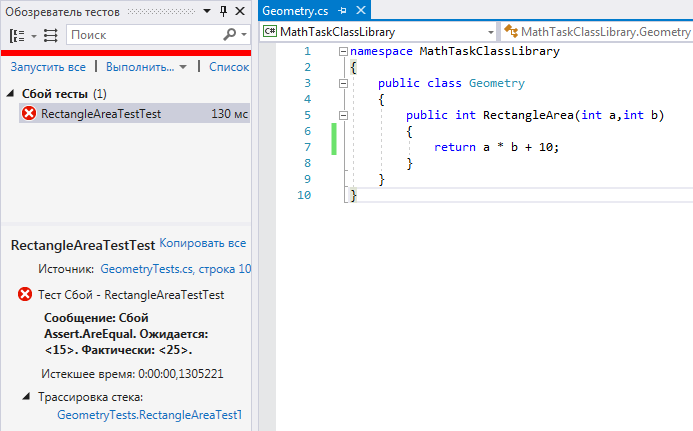 Обозреватель тестов
Поиск
Запустить все | Выполнить... | Список
Сбой тесты (1)
RectangleAreaTestTest 130 мс
RectangleAreaTestTest Копировать все
Источник: GeometryTests.cs, строка 10
Тест Сбой - RectangleAreaTestTest
Сообщение: Сбой
Assert.AreEqual. Ожидается:
<15>. Фактически: <25>.
Истекшее время: 0:00:00,1305221
Трассировка стека:
GeometryTests.RectangleAreaTestT
Geometry.cs
MathTaskClassLibrary MathTaskClassLibrary.Geometry
1 namespace MathTaskClassLibrary
2 {
3 public class Geometry
4 {
5 public int RectangleArea(int a,int b)
6 {
7 return a * b + 10;
8 }
9 }
10 }